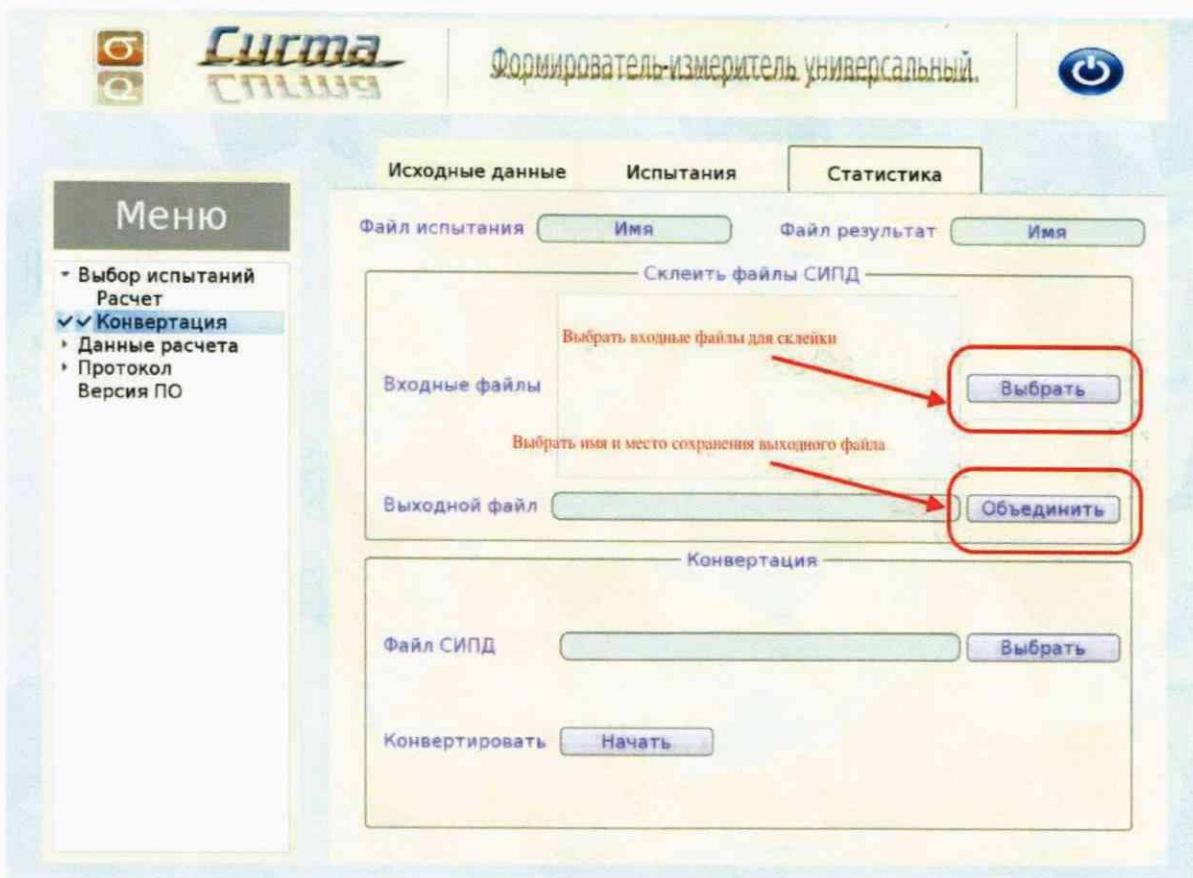 Сигма
Формирователь-измеритель универсальный.
Исходные данные
Испытания
Статистика
Меню
Выбор испытаний
Расчет
Конвертация
Данные расчета
Протокол
Версия ПО
Файл испытания
Имя
Файл результат
Имя
Склеить файлы СИПД
Выбрать входные файлы для склейки
Входные файлы
Выбрать
Выбрать имя и место сохранения выходного файла
Выходной файл
Объединить
Конвертация
Файл СИПД
Выбрать
Конвертировать
Начать